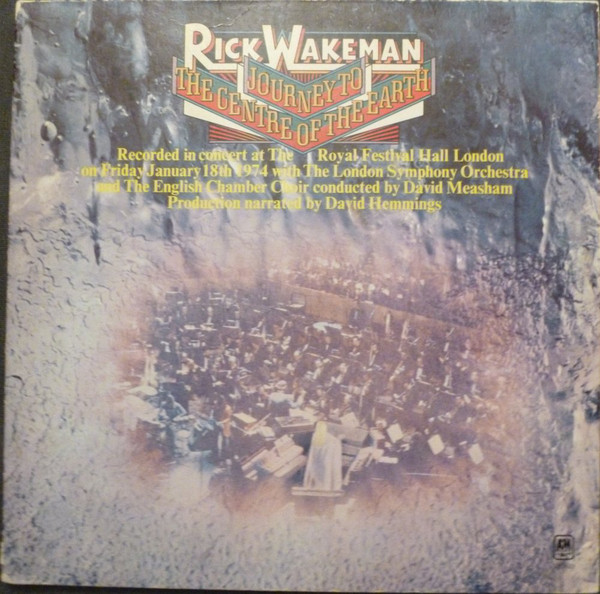 RICK WAKEMAN
JOURNEY TO
THE CENTRE OF THE EARTH
Recorded in concert at The Royal Festival Hall London
on Friday January 18th 1974 with The London Symphony Orchestra
and The English Chamber Choir conducted by David Measham
Production narrated by David Hemmings
A&M